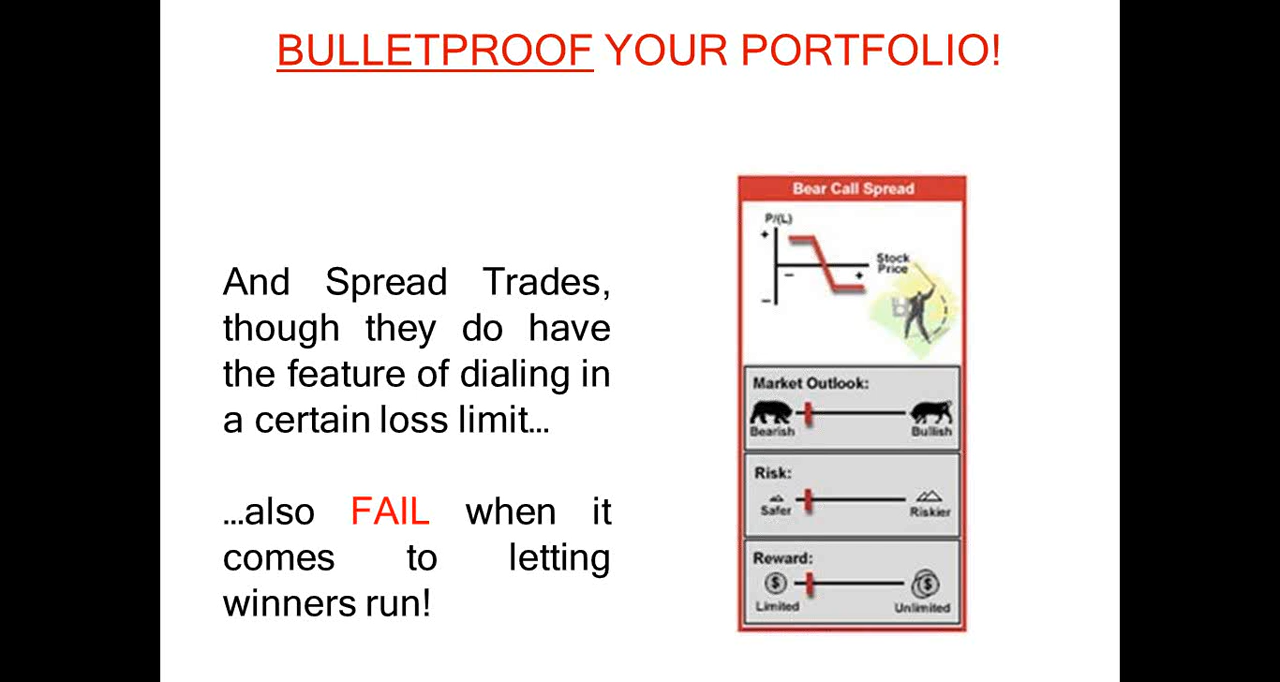 BULLETPROOF YOUR PORTFOLIO!
And Spread Trades,
though they do have
the feature of dialing in
a certain loss limit…
…also FAIL when it
comes to letting
winners run!
Bear Call Spread
P/(L)
+
Stock
Price
–
+
–
Market Outlook:
Bearish
Bullish
Risk:
Safer
Riskier
Reward:
$
$
Limited
Unlimited